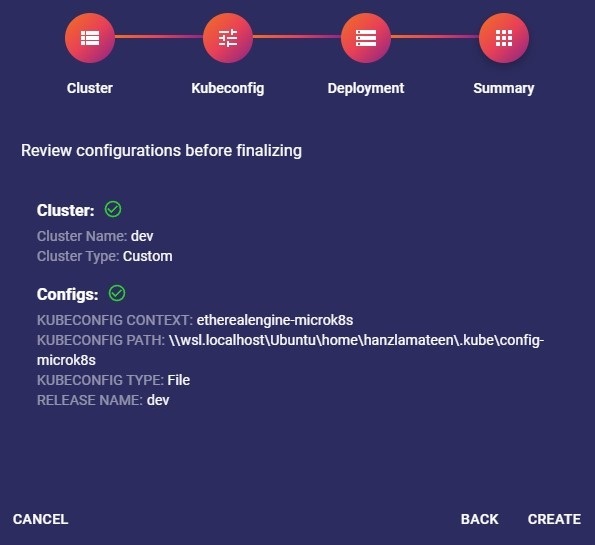 Cluster Kubeconfig Deployment Summary
Review configurations before finalizing
Cluster:
Cluster Name: dev
Cluster Type: Custom
Configs:
KUBECONFIG CONTEXT: etherealengine-microk8s
KUBECONFIG PATH: \\wsl.localhost\Ubuntu\home\hanzlamateen\.kube\config-
microk8s
KUBECONFIG TYPE: File
RELEASE NAME: dev
CANCEL BACK CREATE